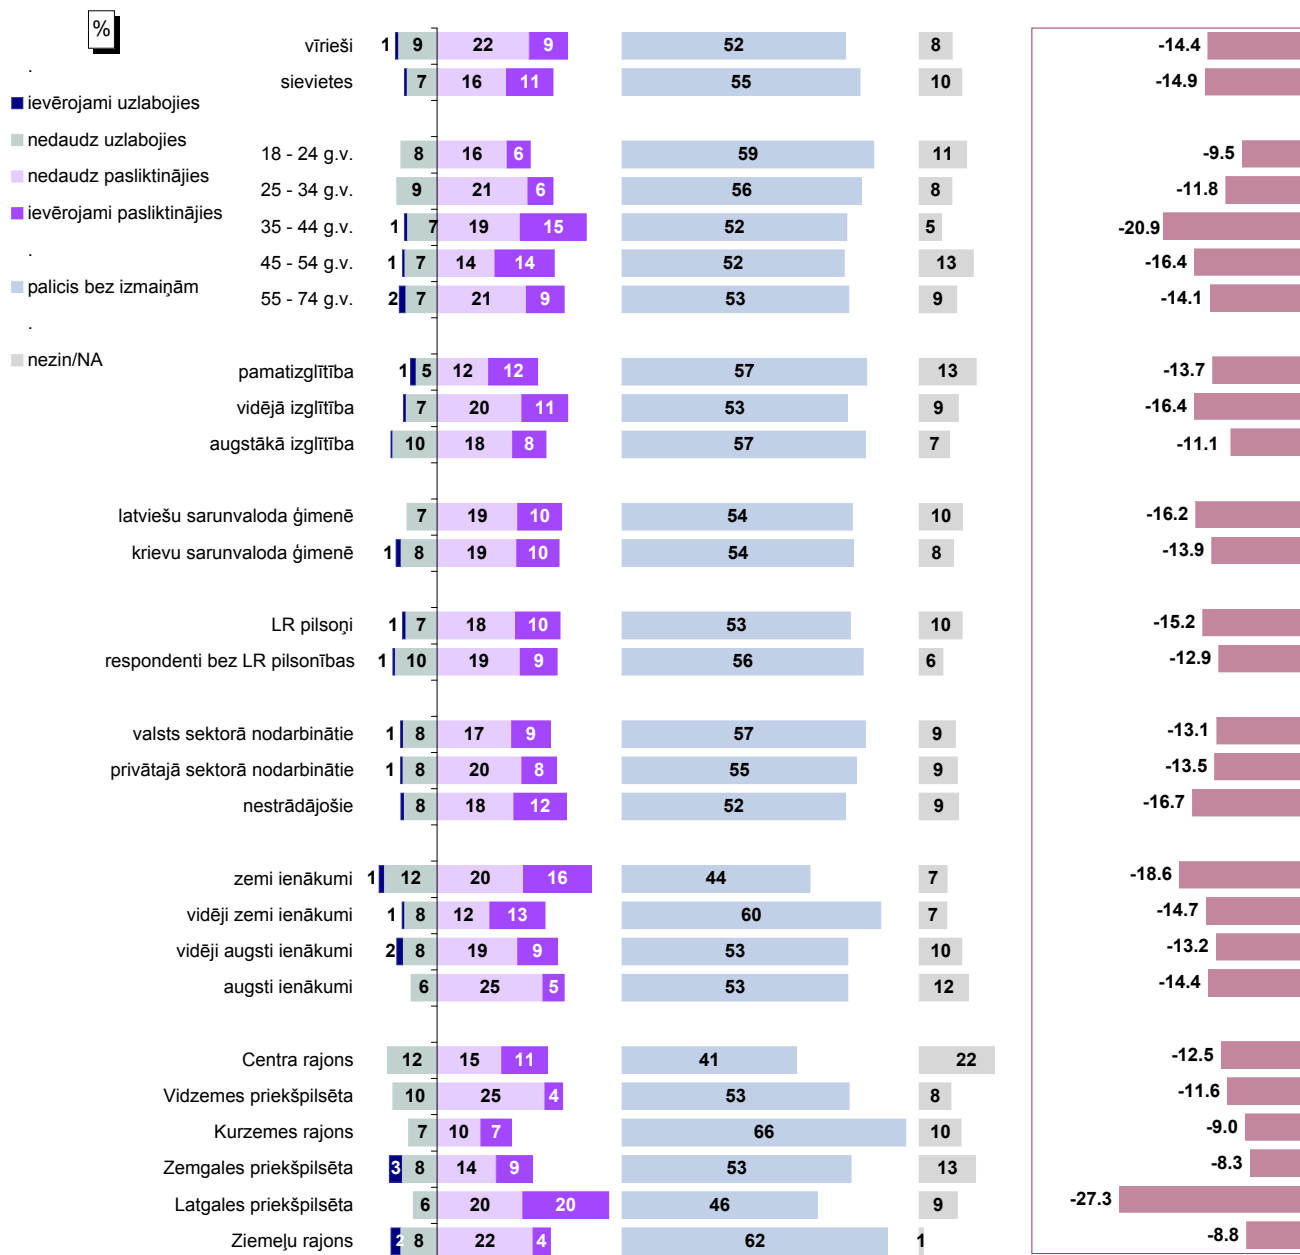 %
.
ievērojami uzlabojies
nedaudz uzlabojies
nedaudz pasliktinājies
ievērojami pasliktinājies
.
palicis bez izmaiņām
.
nezin/NA
vīrieši 1 9 22 9 52 8 -14.4
sievietes 7 16 11 55 10 -14.9
18 - 24 g.v. 8 16 6 59 11 -9.5
25 - 34 g.v. 9 21 6 56 8 -11.8
35 - 44 g.v. 1 7 19 15 52 5 -20.9
45 - 54 g.v. 1 7 14 14 52 13 -16.4
55 - 74 g.v. 2 7 21 9 53 9 -14.1
pamatizglītība 1 5 12 12 57 13 -13.7
vidējā izglītība 7 20 11 53 9 -16.4
augstākā izglītība 10 18 8 57 7 -11.1
latviešu sarunvaloda ģimenē 7 19 10 54 10 -16.2
krievu sarunvaloda ģimenē 1 8 19 10 54 8 -13.9
LR pilsoņi 1 7 18 10 53 10 -15.2
respondenti bez LR pilsonības 1 10 19 9 56 6 -12.9
valsts sektorā nodarbinātie 1 8 17 9 57 9 -13.1
privātajā sektorā nodarbinātie 1 8 20 8 55 9 -13.5
nestrādājošie 8 18 12 52 9 -16.7
zemi ienākumi 1 12 20 16 44 7 -18.6
vidēji zemi ienākumi 1 8 12 13 60 7 -14.7
vidēji augsti ienākumi 2 8 19 9 53 10 -13.2
augsti ienākumi 6 25 5 53 12 -14.4
Centra rajons 12 15 11 41 22 -12.5
Vidzemes priekšpilsēta 10 25 4 53 8 -11.6
Kurzemes rajons 7 10 7 66 10 -9.0
Zemgales priekšpilsēta 3 8 14 9 53 13 -8.3
Latgales priekšpilsēta 6 20 20 46 9 -27.3
Ziemeļu rajons 2 8 22 4 62 1 -8.8